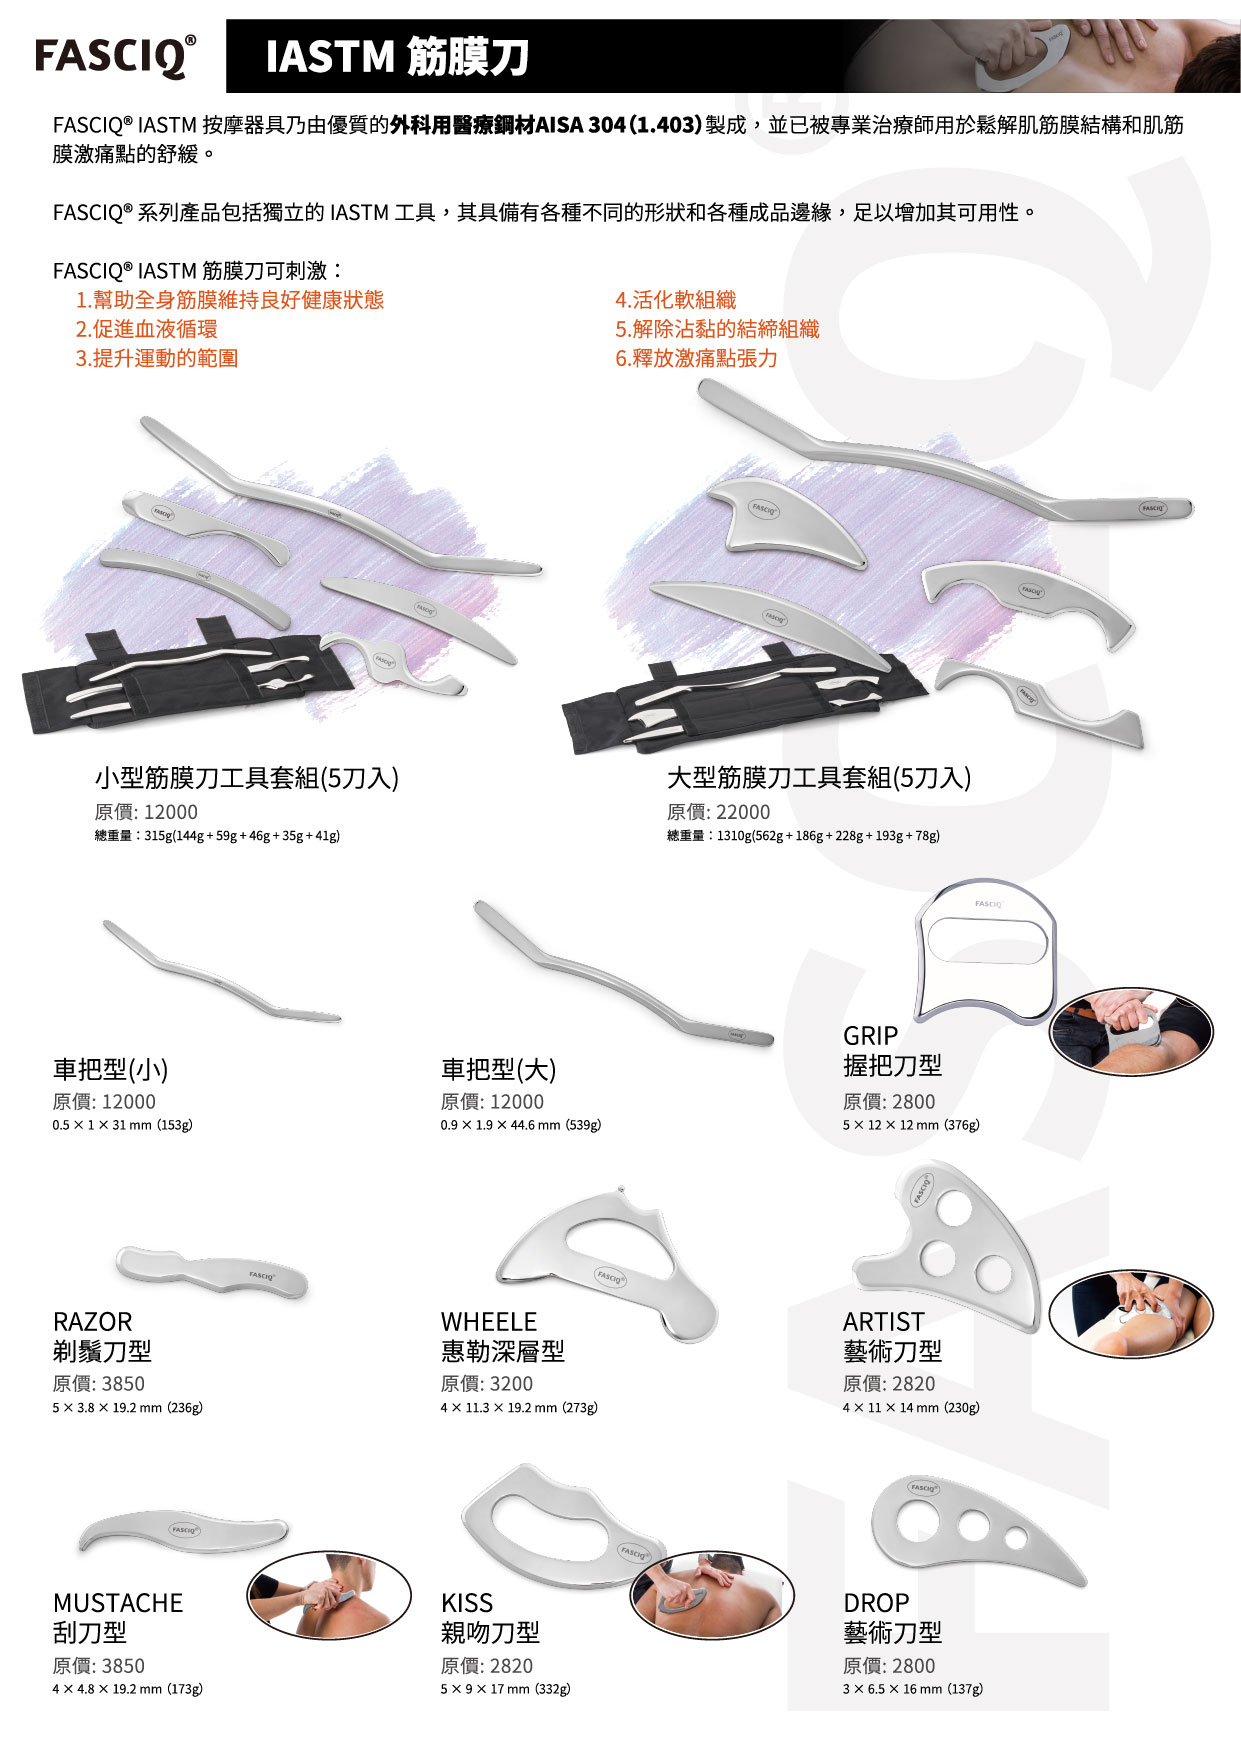 FASCIQ®
IASTM 筋膜刀
FASCIQ® IASTM 按摩器具乃由優質的外科用醫療鋼材AISA 304(1.403)製成，並已被專業治療師用於鬆解肌筋膜結構和肌筋
膜激痛點的舒緩。
FASCIQ® 系列產品包括獨立的 IASTM 工具，其具備有各種不同的形狀和各種成品邊緣，足以增加其可用性。
FASCIQ® IASTM 筋膜刀可刺激：
1.幫助全身筋膜維持良好健康狀態
2.促進血液循環
3.提升運動的範圍
4.活化軟組織
5.解除沾黏的結締組織
6.釋放激痛點張力
小型筋膜刀工具套組(5刀入)
原價: 12000
總重量：315g(144g + 59g + 46g + 35g + 41g)
大型筋膜刀工具套組(5刀入)
原價: 22000
總重量：1310g(562g + 186g + 228g + 193g + 78g)
車把型(小)
原價: 12000
0.5 × 1 × 31 mm (153g)
車把型(大)
原價: 12000
0.9 × 1.9 × 44.6 mm (539g)
FASCIQ
GRIP
握把刀型
原價: 2800
5 × 12 × 12 mm (376g)
FASCIQ®
RAZOR
剃鬚刀型
原價: 3850
5 × 3.8 × 19.2 mm (236g)
FASCIQ®
WHEELE
惠勒深層型
原價: 3200
4 × 11.3 × 19.2 mm (273g)
FASCIQ®
ARTIST
藝術刀型
原價: 2820
4 × 11 × 14 mm (230g)
FASCIQ®
MUSTACHE
刮刀型
原價: 3850
4 × 4.8 × 19.2 mm (173g)
FASCIQ®
KISS
親吻刀型
原價: 2820
5 × 9 × 17 mm (332g)
FASCIQ®
DROP
藝術刀型
原價: 2800
3 × 6.5 × 16 mm (137g)